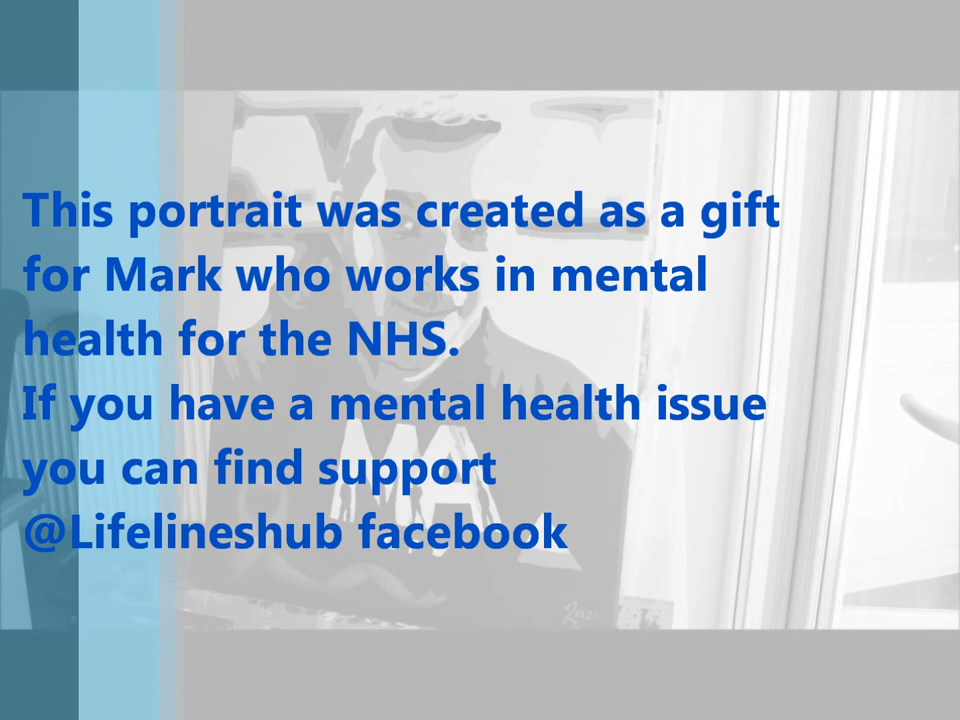 This portrait was created as a gift
for Mark who works in mental
health for the NHS.
If you have a mental health issue
you can find support
@Lifelineshub facebook